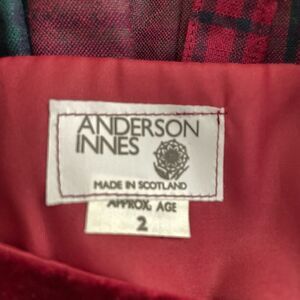 ANDERSON
INNES
MADE IN SCOTLAND
APPROX. AGE
2